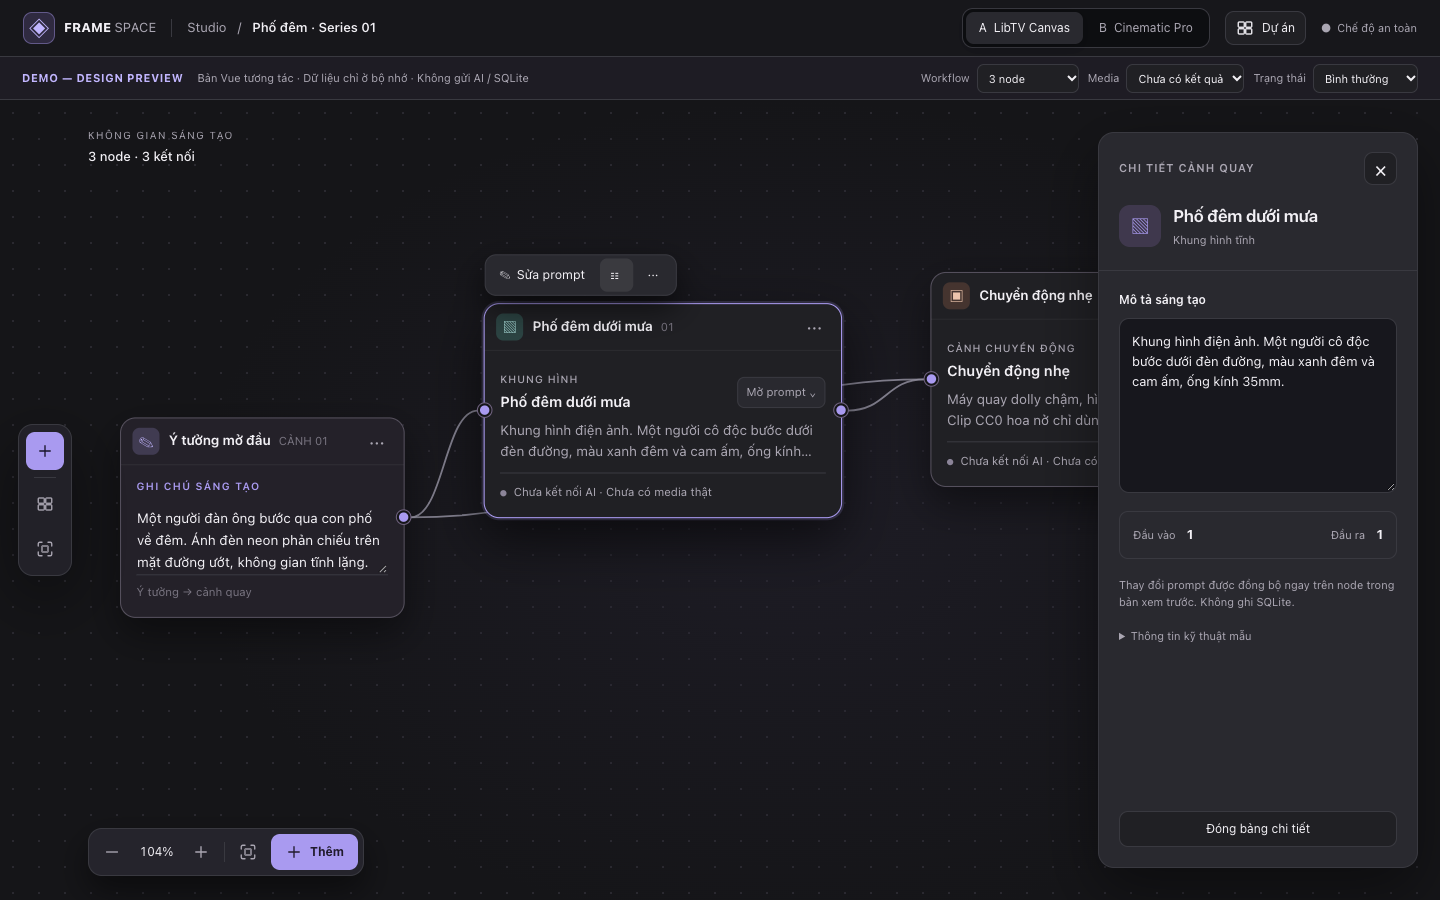 FRAME SPACE
Studio / Phố đêm · Series 01
A LibTV Canvas
B Cinematic Pro
Dự án
Chế độ an toàn
DEMO — DESIGN PREVIEW
Bản Vue tương tác · Dữ liệu chỉ ở bộ nhớ · Không gửi AI / SQLite
Workflow
3 node
Media
Chưa có kết quả
Trạng thái
Bình thường
KHÔNG GIAN SÁNG TẠO
3 node · 3 kết nối
Sửa prompt
Phố đêm dưới mưa 01
KHUNG HÌNH
Phố đêm dưới mưa
Mở prompt
Khung hình điện ảnh. Một người cô độc bước dưới
đèn đường, màu xanh đêm và cam ấm, ống kính...
Chưa kết nối AI · Chưa có media thật
Ý tưởng mở đầu CẢNH 01
GHI CHÚ SÁNG TẠO
Một người đàn ông bước qua con phố
về đêm. Ánh đèn neon phản chiếu trên
mặt đường ướt, không gian tĩnh lặng.
Ý tưởng → cảnh quay
Chuyển động nhẹ
CẢNH CHUYỂN ĐỘNG
Chuyển động nhẹ
Máy quay dolly chậm, hì
Clip CC0 hoa nở chỉ dùn
Chưa kết nối AI · Chưa có
CHI TIẾT CẢNH QUAY
Phố đêm dưới mưa
Khung hình tĩnh
Mô tả sáng tạo
Khung hình điện ảnh. Một người cô độc
bước dưới đèn đường, màu xanh đêm và
cam ấm, ống kính 35mm.
Đầu vào 1
Đầu ra 1
Thay đổi prompt được đồng bộ ngay trên node trong
bản xem trước. Không ghi SQLite.
Thông tin kỹ thuật mẫu
Đóng bảng chi tiết
104%
Thêm